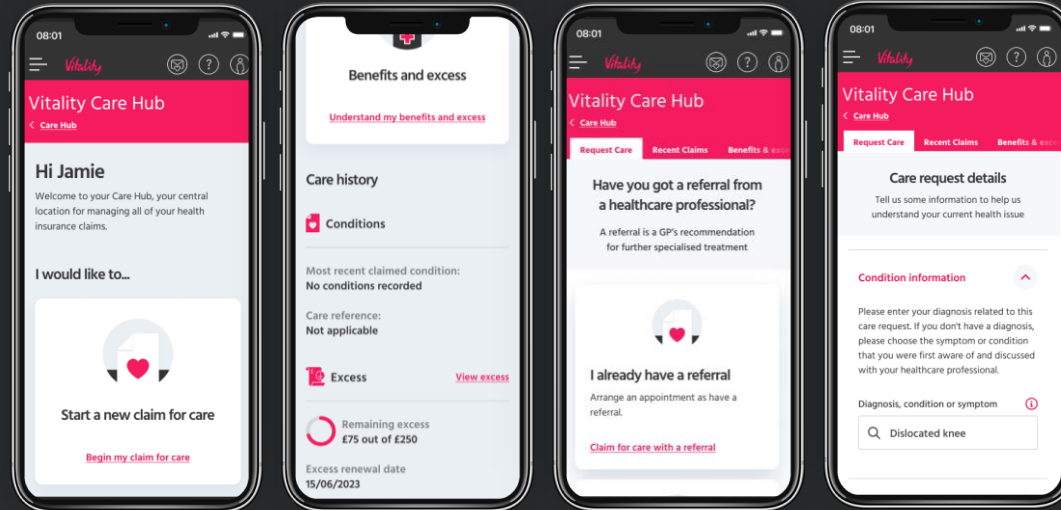 08:01
Vitality
?
Vitality Care Hub
< Care Hub
Hi Jamie
Welcome to your Care Hub, your central
location for managing all of your health
insurance claims.
I would like to...
Start a new claim for care
Begin my claim for care
Benefits and excess
Understand my benefits and excess
Care history
Conditions
Most recent claimed condition:
No conditions recorded
Care reference:
Not applicable
Excess
View excess
Remaining excess
£75 out of £250
Excess renewal date
15/06/2023
08:01
Vitality
?
Vitality Care Hub
< Care Hub
Request Care Recent Claims Benefits & exce
Have you got a referral from
a healthcare professional?
A referral is a GP's recommendation
for further specialised treatment
I already have a referral
Arrange an appointment as have a
referral.
Claim for care with a referral
08:01
Vitality
?
Vitality Care Hub
< Care Hub
Request Care Recent Claims Benefits & exce
Care request details
Tell us some information to help us
understand your current health issue
Condition information
Please enter your diagnosis related to this
care request. If you don't have a diagnosis,
please choose the symptom or condition
that you were first aware of and discussed
with your healthcare professional.
Diagnosis, condition or symptom
Dislocated knee